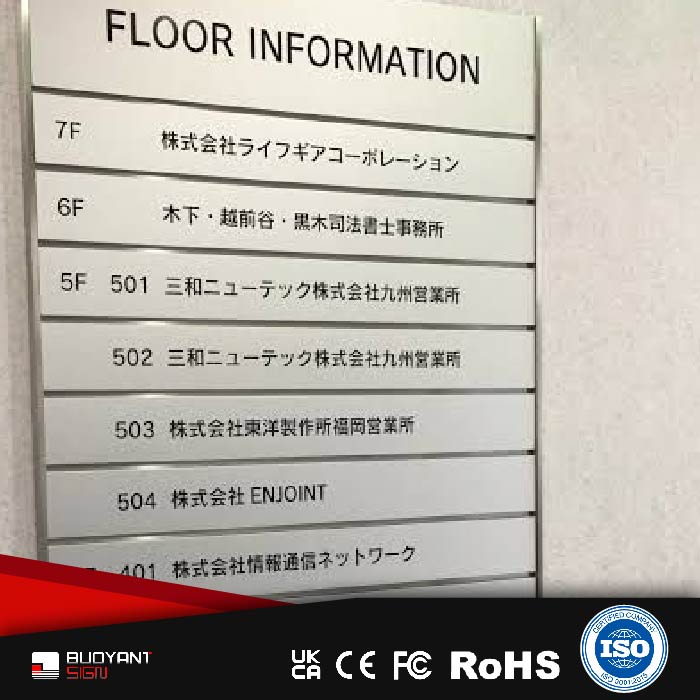 FLOOR INFORMATION
7F 株式会社ライフギアコーポレーション
6F 木下・越前谷・黒木司法書士事務所
5F 501 三和ニューテック株式会社九州営業所
502 三和ニューテック株式会社九州営業所
503 株式会社東洋製作所福岡営業所
504 株式会社 ENJOINT
401 株式会社情報通信ネットワーク
BUOYANT
SIGN
UK
CA CE FC RoHS
CERTIFIED COMPANY
ISO
ISO 9001:2015